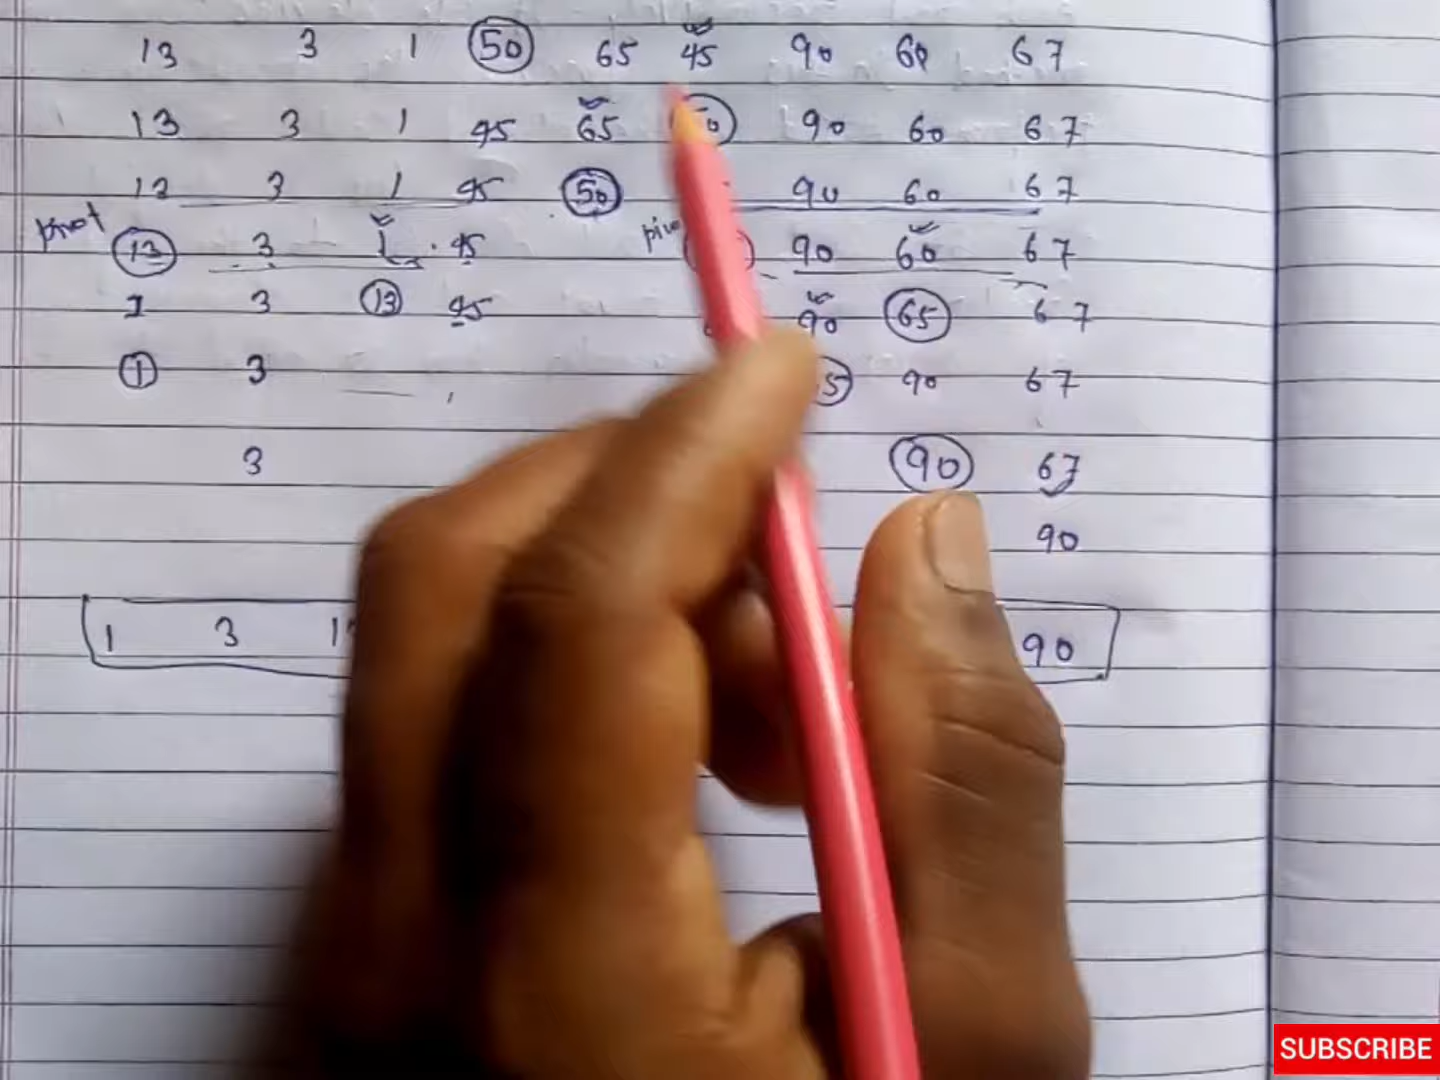 13 3 1 50 65 45 90 60 67
13 3 1 45 65 90 60 67
13 3 1 45 50 90 60 67
pivot 13 3 1 45 90 60 67
1 3 13 45 90 65 67
1 3 90 67
3 90 67
90
1 3 90
SUBSCRIBE